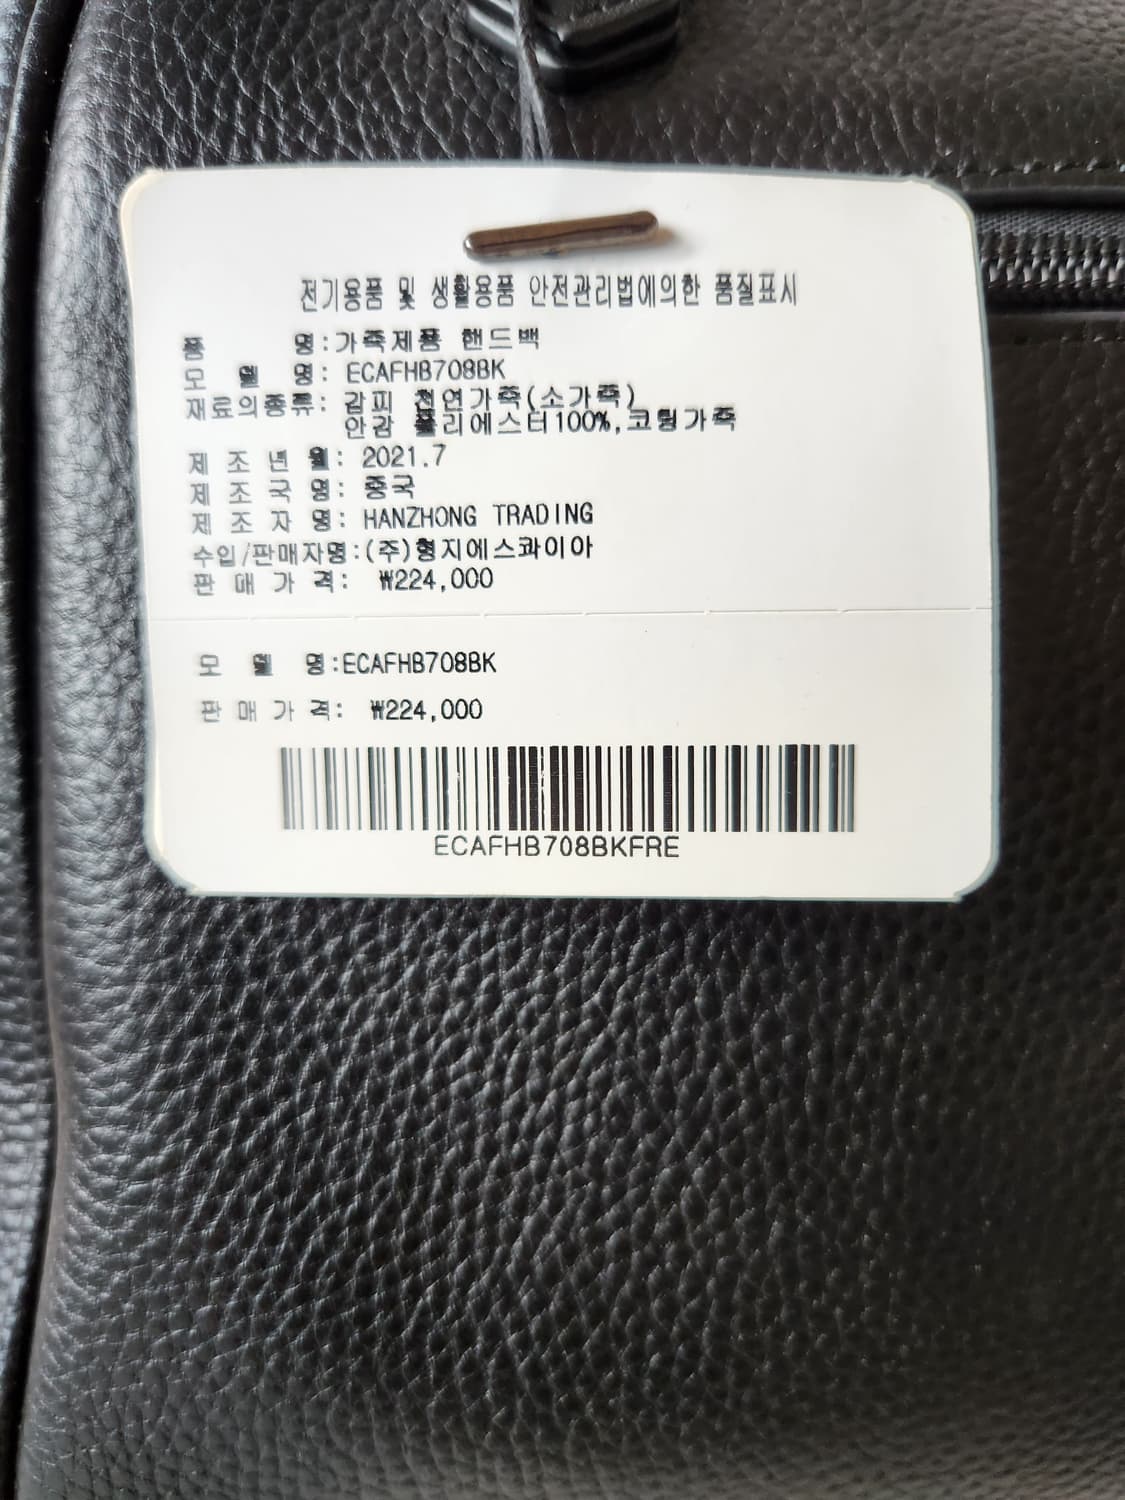 전기용품 및 생활용품 안전관리법에의한 품질표시
품 명:가죽제품 핸드백
모 델 명: ECAFHB708BK
재료의종류: 겉피 천연가죽(소가죽)
안감 폴리에스터100%,코팅가죽
제 조 년 월: 2021.7
제 조 국 명: 중국
제 조 자 명: HANZHONG TRADING
수입/판매자명:(주)형지에스콰이아
판 매 가 격: ₩224,000
모 델 명:ECAFHB708BK
판 매 가 격: ₩224,000
ECAFHB708BKFRE